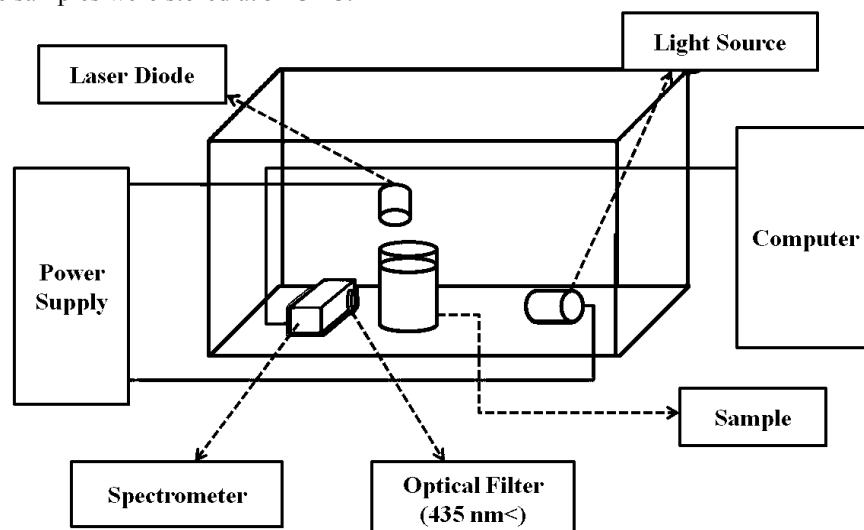 Light Source
Laser Diode
Computer
Power
Supply
Sample
Spectrometer
Optical Filter
(435 nm<)